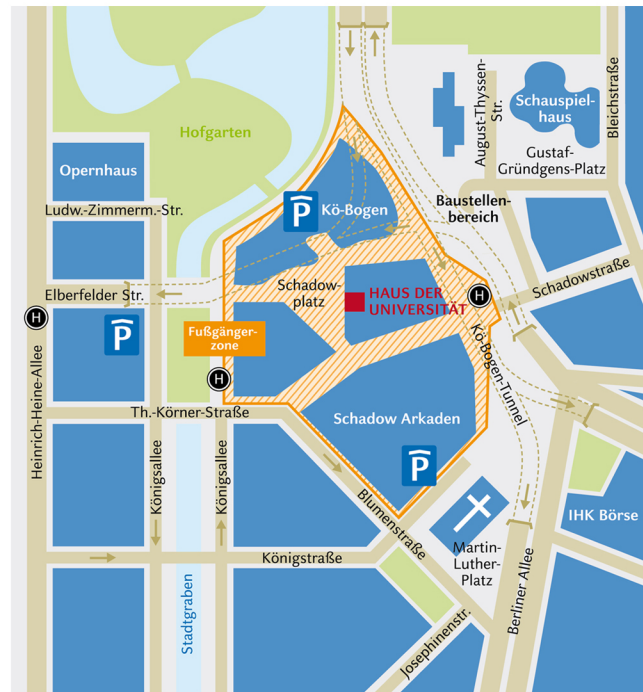 Hofgarten
Opernhaus
Ludw.-Zimmerm.-Str.
Elberfelder Str.
H
P
Heinrich-Heine-Allee
P
Kö-Bogen
Schadow-
platz
HAUS DER
UNIVERSITÄT
Fußgänger-
zone
H
H
August-Thyssen-
Str.
Schauspiel-
haus
Gustaf-
Gründgens-Platz
Bleichstraße
Baustellen-
bereich
Schadowstraße
Kö-Bogen-Tunnel
Th.-Körner-Straße
Schadow Arkaden
P
Königsallee
Königsallee
Blumenstraße
Königstraße
Stadtgraben
Martin-
Luther-
Platz
IHK Börse
Berliner Allee
Josephinenstr.